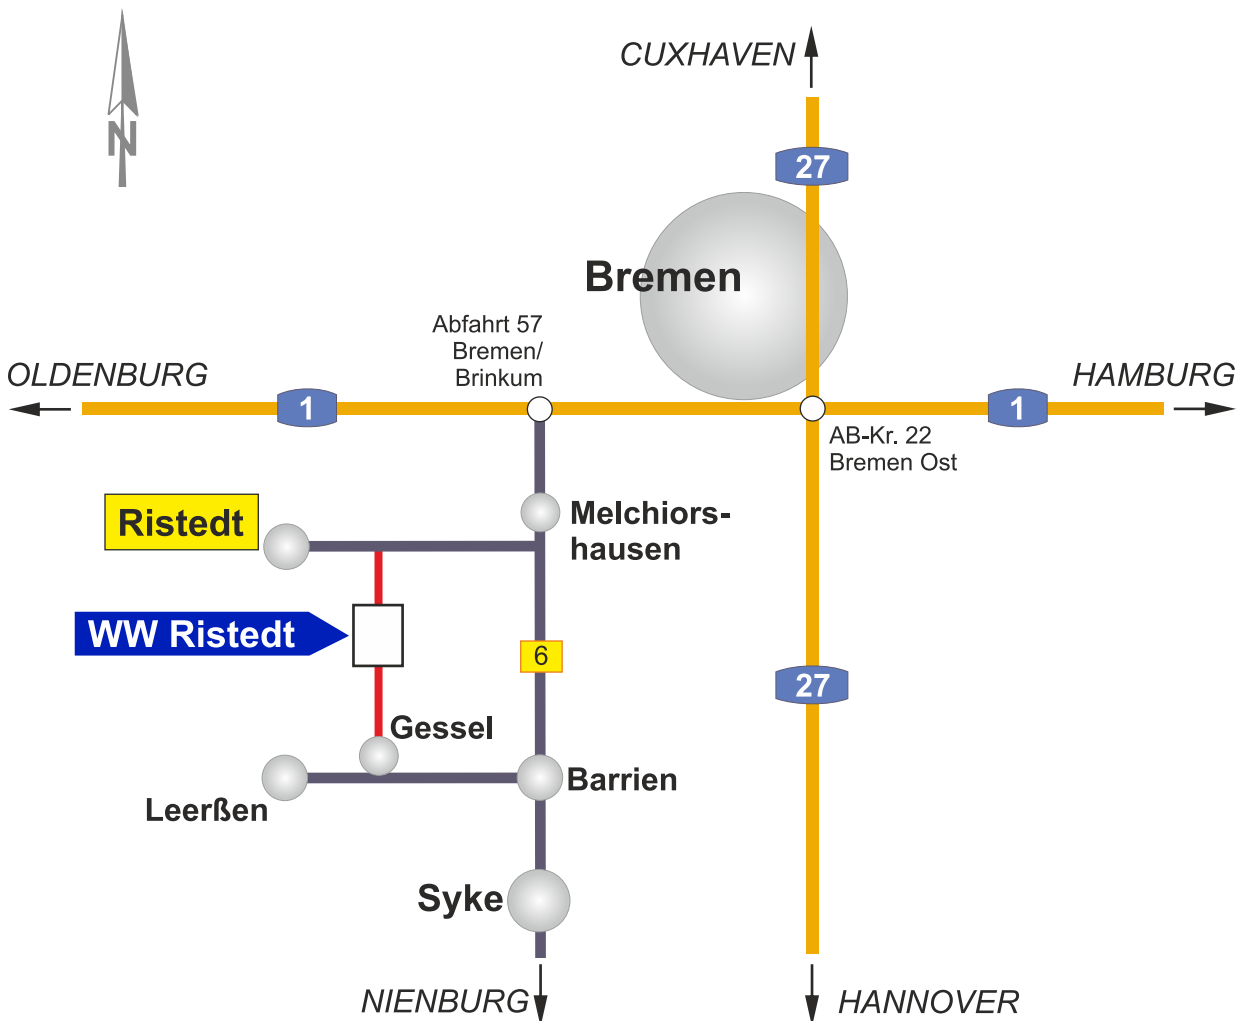 CUXHAVEN
N
27
Bremen
Abfahrt 57
Bremen/
Brinkum
OLDENBURG
HAMBURG
1
1
AB-Kr. 22
Bremen Ost
Ristedt
Melchiors-
hausen
WW Ristedt
6
27
Gessel
Barrien
Leerßen
Syke
NIENBURG
HANNOVER